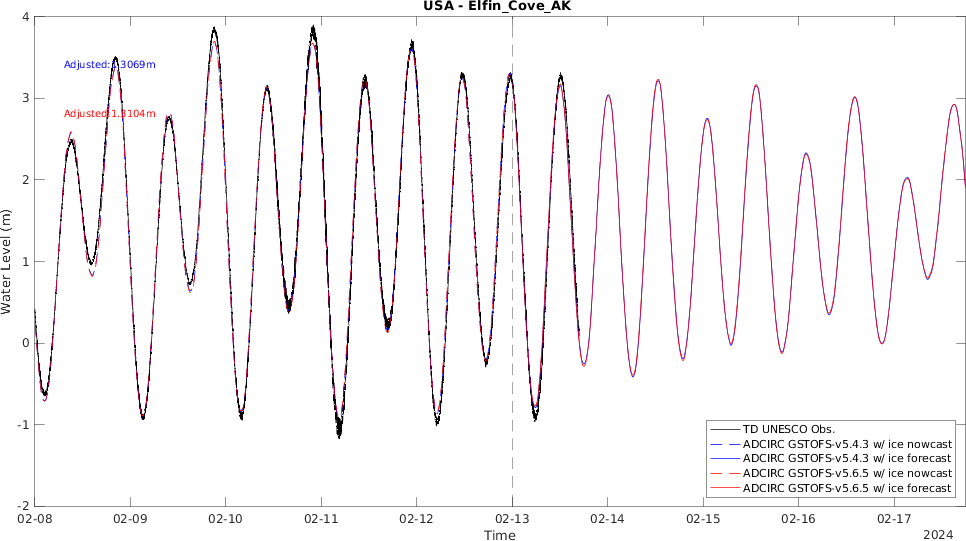 USA - Elfin_Cove_AK
4
3
2
1
0
-1
-2
Water Level (m)
Adjusted: 3069m
Adjusted:1.3104m
TD UNESCO Obs.
ADCIRC GSTOFS-v5.4.3 w/ ice nowcast
ADCIRC GSTOFS-v5.4.3 w/ ice forecast
ADCIRC GSTOFS-v5.6.5 w/ ice nowcast
ADCIRC GSTOFS-v5.6.5 w/ ice forecast
02-08 02-09 02-10 02-11 02-12 02-13 02-14 02-15 02-16 02-17
Time
2024